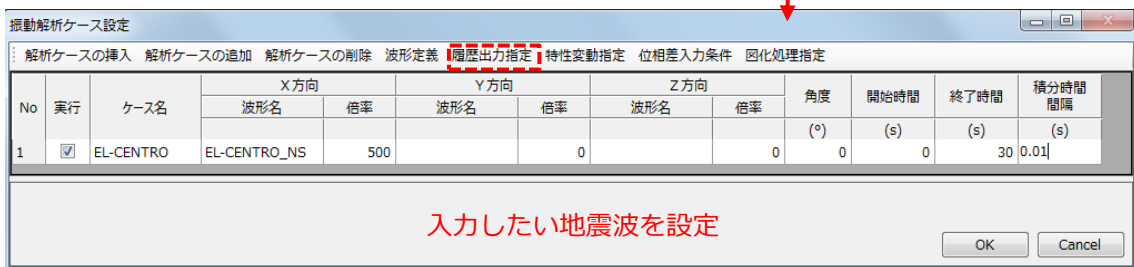 振動解析ケース設定
解析ケースの挿入 解析ケースの追加 解析ケースの削除 波形定義 履歴出力指定 特性変動指定 位相差入力条件 図化処理指定
No 実行 ケース名 X方向 Y方向 Z方向 角度 開始時間 終了時間 積分時間間隔
波形名 倍率 波形名 倍率 波形名 倍率
(°) (s) (s) (s)
1 EL-CENTRO EL-CENTRO_NS 500 0 0 0 0 30 0.01
入力したい地震波を設定
OK Cancel